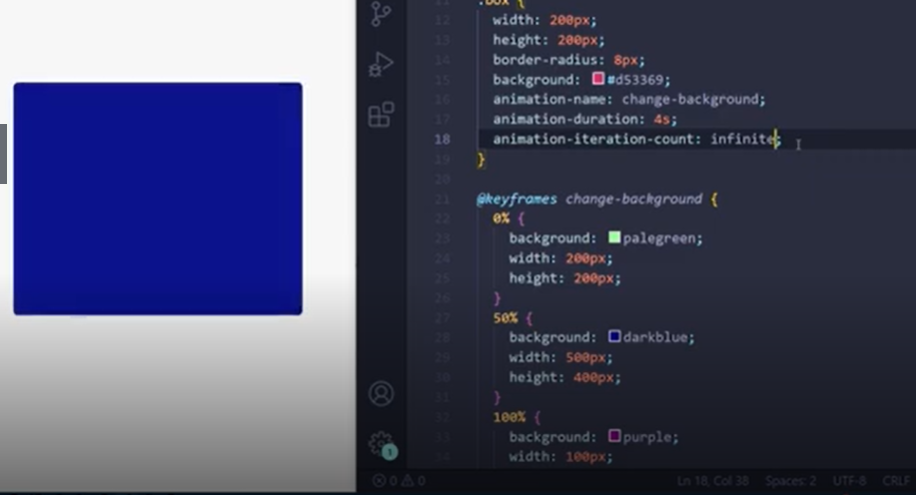 11 .box {
12 width: 200px;
13 height: 200px;
14 border-radius: 8px;
15 background: #d53369;
16 animation-name: change-background;
17 animation-duration: 4s;
18 animation-iteration-count: infinite;
19 }
20
21 @keyframes change-background {
22 0% {
23 background: palegreen;
24 width: 200px;
25 height: 200px;
26 }
27 50% {
28 background: darkblue;
29 width: 500px;
30 height: 400px;
31 }
32 100% {
33 background: purple;
34 width: 100px;
1
0 0 Ln 18, Col 38 Spaces: 2 UTF-8 CRLF